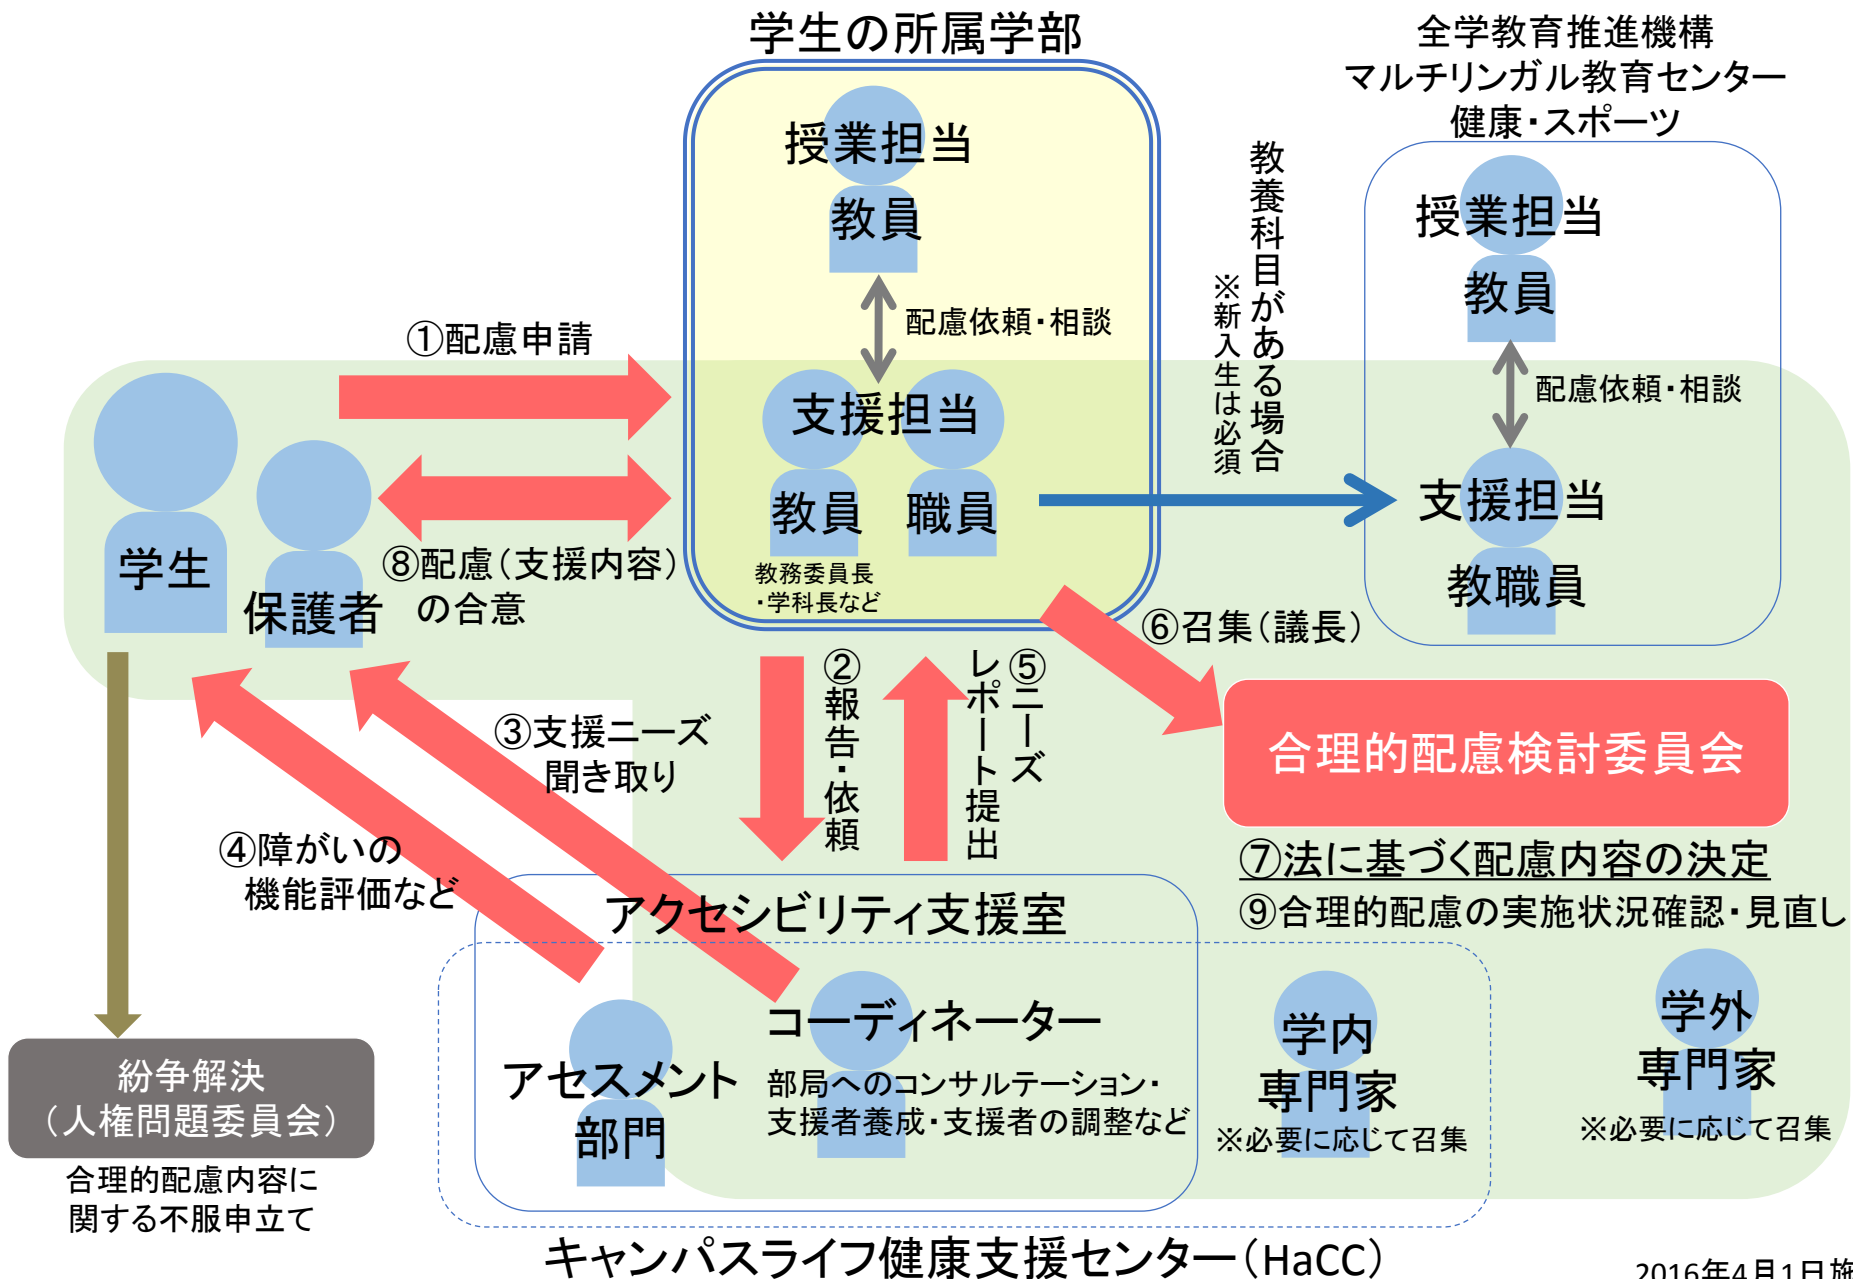 学生の所属学部
全学教育推進機構
マルチリンガル教育センター
健康・スポーツ
授業担当
教員
配慮依頼・相談
支援担当
教員
職員
教務委員長
・学科長など
教養科目がある場合
※新入生は必須
授業担当
教員
配慮依頼・相談
支援担当
教職員
①配慮申請
学生
保護者
⑧配慮（支援内容）
の合意
②報告・依頼
⑤ニーズ
レポート提出
⑥召集（議長）
③支援ニーズ
聞き取り
④障がいの
機能評価など
合理的配慮検討委員会
⑦法に基づく配慮内容の決定
⑨合理的配慮の実施状況確認・見直し
アクセシビリティ支援室
アセスメント
部門
コーディネーター
部局へのコンサルテーション・
支援者養成・支援者の調整など
学内
専門家
※必要に応じて召集
学外
専門家
※必要に応じて召集
紛争解決
（人権問題委員会）
合理的配慮内容に
関する不服申立て
キャンパスライフ健康支援センター（HaCC）
2016年4月1日施